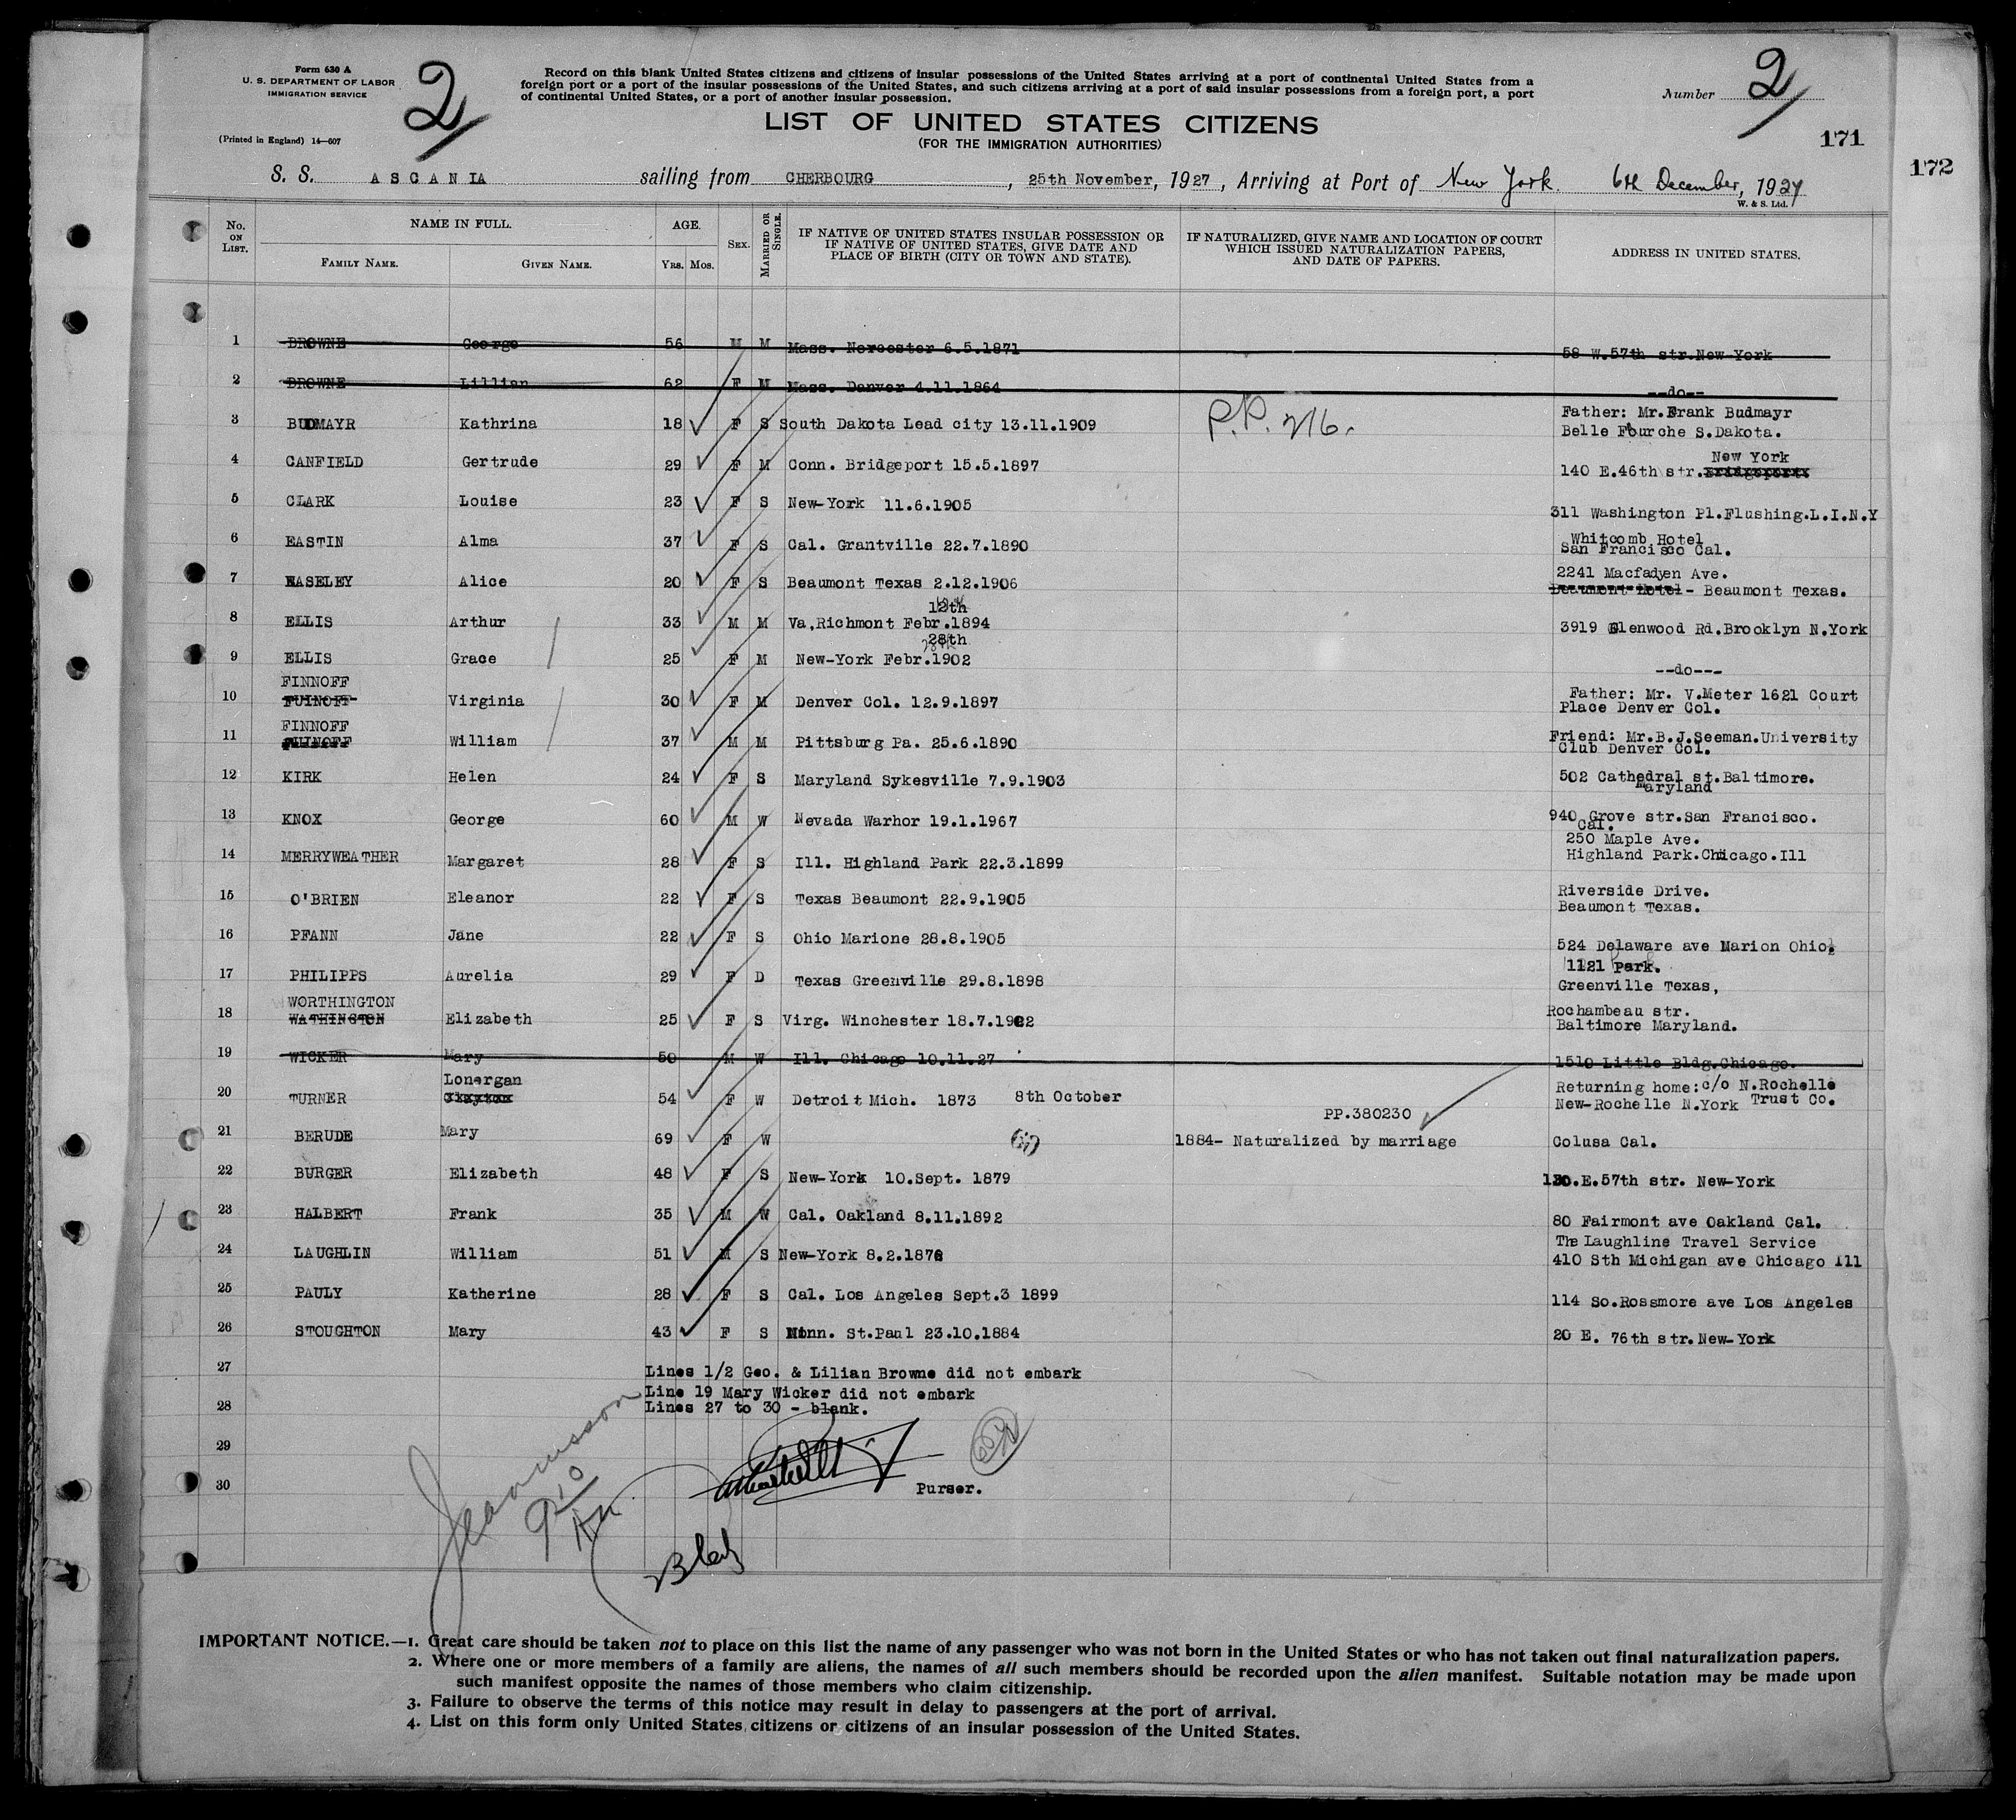 Form 630 A
U. S. DEPARTMENT OF LABOR
IMMIGRATION SERVICE
(Printed in England) 14—607
2
Record on this blank United States citizens and citizens of insular possessions of the United States arriving at a port of continental United States from a
foreign port or a port of the insular possessions of the United States, and such citizens arriving at a port of said insular possessions from a foreign port, a port
of continental United States, or a port of another insular possession.
Number 2
LIST OF UNITED STATES CITIZENS
(FOR THE IMMIGRATION AUTHORITIES)
171
172
S. S. ASCANIA sailing from CHERBOURG, 25th November, 1927, Arriving at Port of New York. 6th December, 1927
W. & S. Ltd.
No. ON LIST. NAME IN FULL. FAMILY NAME. GIVEN NAME. AGE. Yrs. Mos. SEX. MARRIED OR SINGLE. IF NATIVE OF UNITED STATES INSULAR POSSESSION OR IF NATIVE OF UNITED STATES, GIVE DATE AND PLACE OF BIRTH (CITY OR TOWN AND STATE). IF NATURALIZED, GIVE NAME AND LOCATION OF COURT WHICH ISSUED NATURALIZATION PAPERS, AND DATE OF PAPERS. ADDRESS IN UNITED STATES.
1 BROWNE George 56 M M Mass. Norcester 6.5.1871 58 W.57th str.New-York
2 BROWNE Lillian 62 F M Mass. Danver 4.11.1864 --do--
3 BUDMAYR Kathrina 18 F S South Dakota Lead city 13.11.1909 P.P. 216. Father: Mr.Frank Budmayr
Belle Fourche S.Dakota.
4 CANFIELD Gertrude 29 F M Conn. Bridgeport 15.5.1897 140 E.46th str. New York
5 CLARK Louise 23 F S New-York 11.6.1905 311 Washington Pl.Flushing.L.I.N.Y
6 EASTIN Alma 37 F S Cal. Grantville 22.7.1890 Whitcomb Hotel
San Francisco Cal.
7 EASELEY Alice 20 F S Beaumont Texas 2.12.1906 2241 Macfadyen Ave.
Beaumont Hotel - Beaumont Texas.
8 ELLIS Arthur 33 M M Va,Richmont Febr. 12th 1894 3919 Glenwood Rd.Brooklyn N.York
9 ELLIS Grace 25 F M New-York Febr. 28th 1902 --do---
FINNOFF
10 FUINOFF Virginia 30 F M Denver Col. 12.9.1897 Father: Mr. V.Meter 1621 Court
Place Denver Col.
FINNOFF
11 FUINOFF William 37 M M Pittsburg Pa. 25.6.1890 Friend: Mr.B.J.Seeman.University
Club Denver Col.
12 KIRK Helen 24 F S Maryland Sykesville 7.9.1903 502 Cathedral st.Baltimore.
Maryland
13 KNOX George 60 M W Nevada Warhor 19.1.1967 940 Grove str.San Francisco.
Cal.
14 MERRYWEATHER Margaret 28 F S Ill. Highland Park 22.3.1899 250 Maple Ave.
Highland Park.Chicago.Ill
15 O'BRIEN Eleanor 22 F S Texas Beaumont 22.9.1905 Riverside Drive.
Beaumont Texas.
16 PFANN Jane 22 F S Ohio Marione 28.8.1905 524 Delaware ave Marion Ohio.
17 PHILIPPS Aurelia 29 F D Texas Greenville 29.8.1898 1121 Park.
Greenville Texas,
WORTHINGTON
18 WATHINGTON Elizabeth 25 F S Virg. Winchester 18.7.1902 Rochambeau str.
Baltimore Maryland.
19 WICKER Mary 50 M W Ill. Chicago 10.11.27 1510 Little Bldg.Chicago.
20 TURNER Lonergan 54 F W Detroit Mich. 1873 8th October PP.380230 Returning home: c/o N.Rochelle Trust Co.
New-Rochelle N.York
21 BERUDE Mary 69 F W 1884- Naturalized by marriage Colusa Cal.
22 BURGER Elizabeth 48 F S New-York 10.Sept. 1879 130.E.57th str. New-York
23 HALBERT Frank 35 M W Cal. Oakland 8.11.1892 80 Fairmont ave Oakland Cal.
24 LAUGHLIN William 51 M S New-York 8.2.1876 The Laughline Travel Service
410 Sth Michigan ave Chicago Ill
25 PAULY Katherine 28 F S Cal. Los Angeles Sept.3 1899 114 So.Rossmore ave Los Angeles
26 STOUGHTON Mary 43 F S Minn. St.Paul 23.10.1884 20 E. 76th str.New-York
27 Lines 1/2 Geo. & Lilian Browne did not embark
Line 19 Mary Wicker did not embark
28 Lines 27 to 30 - blank.
29
30 Purser.
IMPORTANT NOTICE.—1. Great care should be taken not to place on this list the name of any passenger who was not born in the United States or who has not taken out final naturalization papers.
2. Where one or more members of a family are aliens, the names of all such members should be recorded upon the alien manifest. Suitable notation may be made upon
such manifest opposite the names of those members who claim citizenship.
3. Failure to observe the terms of this notice may result in delay to passengers at the port of arrival.
4. List on this form only United States citizens or citizens of an insular possession of the United States.